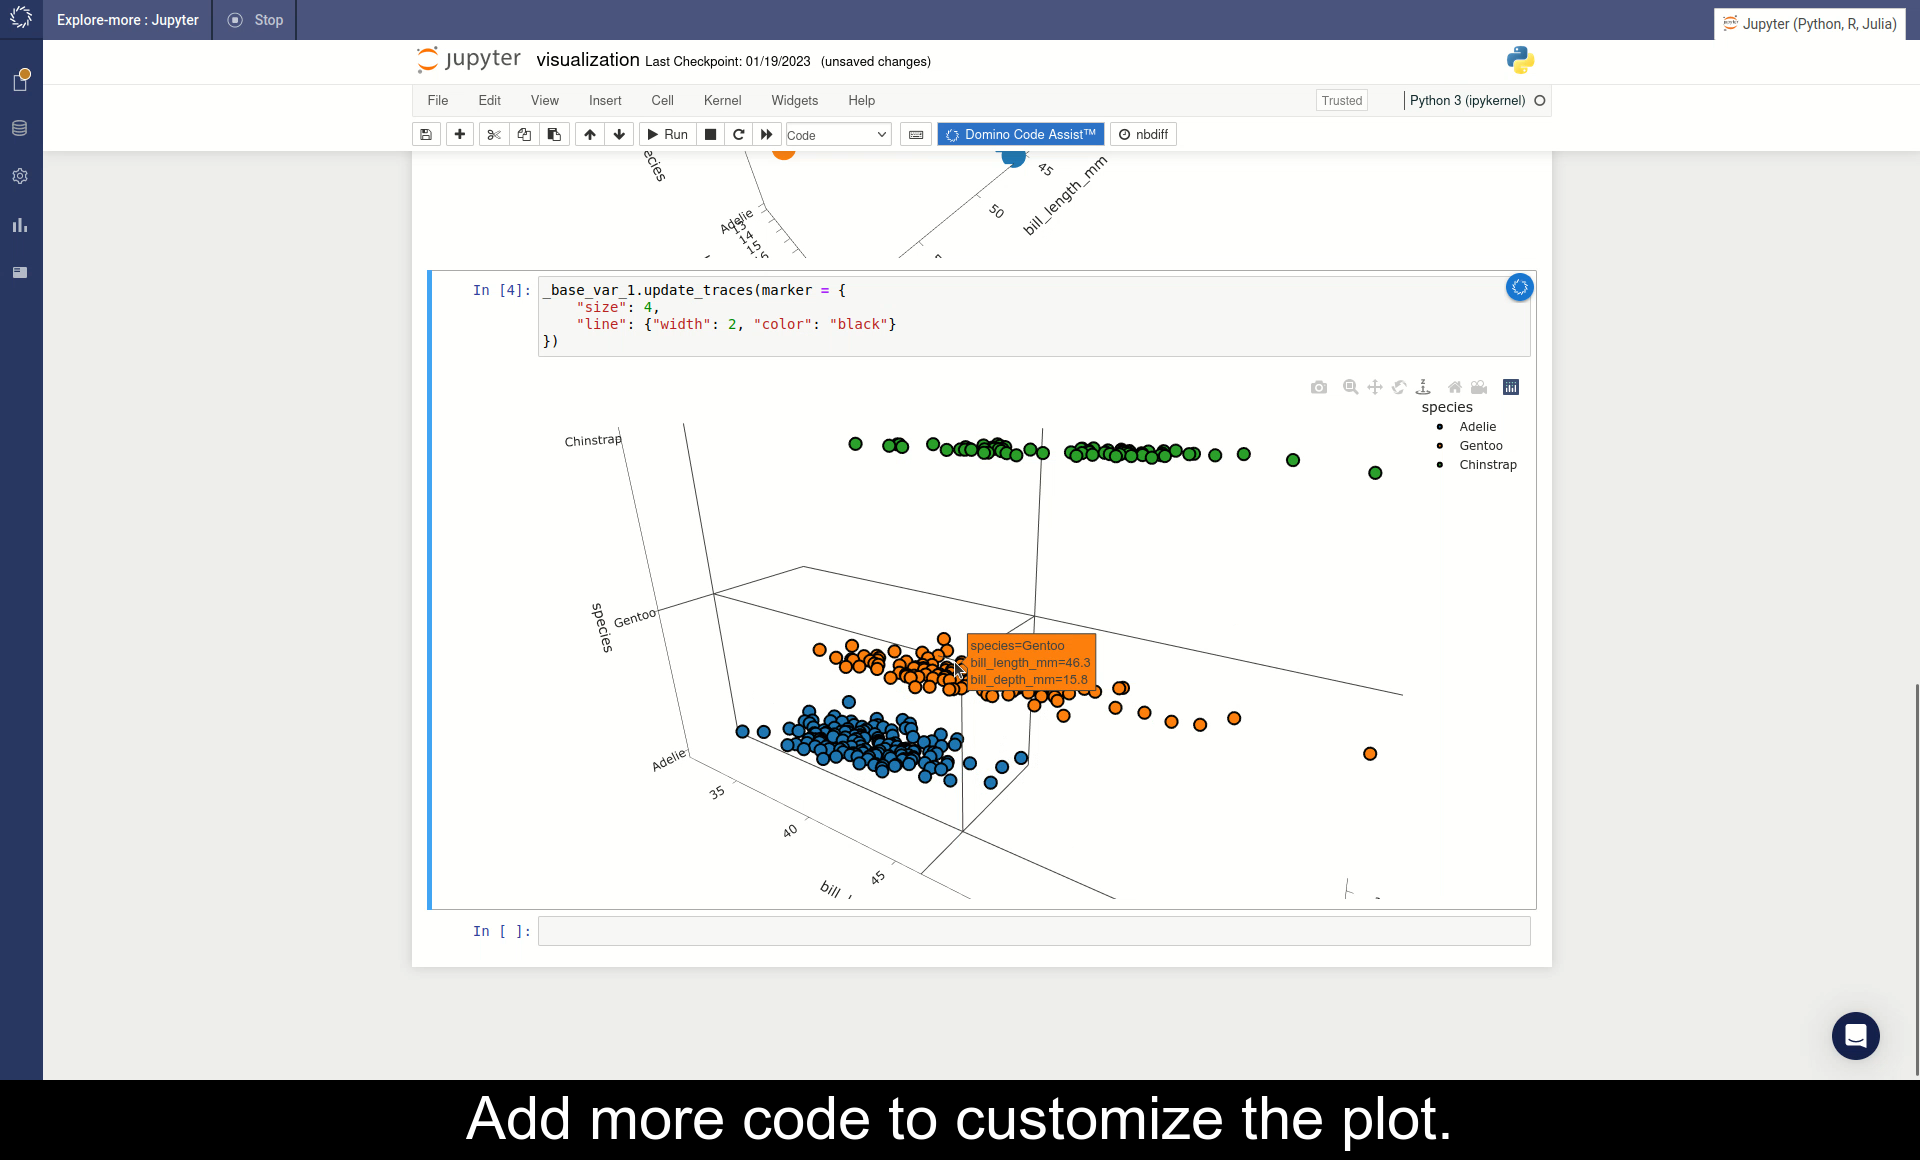 Explore-more : Jupyter
Stop
Jupyter (Python, R, Julia)
jupyter visualization Last Checkpoint: 01/19/2023 (unsaved changes)
File Edit View Insert Cell Kernel Widgets Help
Trusted
Python 3 (ipykernel)
Run
Code
Domino Code Assist™
nbdiff
ecies
Adelie
13
14
15
45
50
bill_length_mm
In [4]:
_base_var_1.update_traces(marker = {
"size": 4,
"line": {"width": 2, "color": "black"}
})
species
Adelie
Gentoo
Chinstrap
Chinstrap
Gentoo
species
Adelie
species=Gentoo
bill_length_mm=46.3
bill_depth_mm=15.8
35
40
45
bill_
In [ ]:
Add more code to customize the plot.